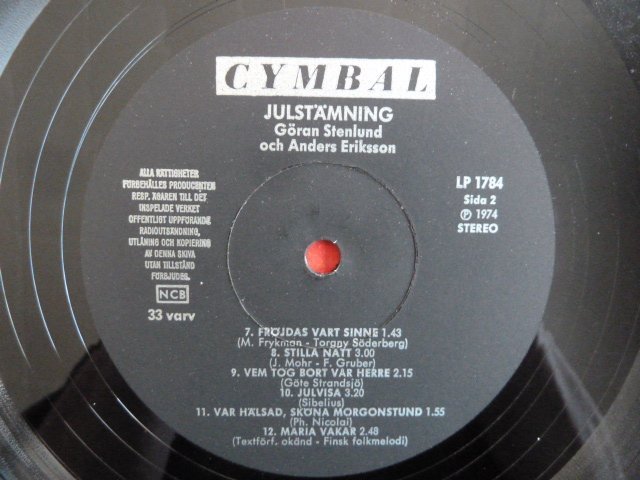 CYMBAL
JULSTÄMNING
Göran Stenlund
och Anders Eriksson
ALLA RÄTTIGHETER
FÖRBEHÅLLES PRODUCENTEN
RESP. ÄGAREN TILL DET
INSPELADE VERKET
OFFENTLIGT UPPFÖRANDE
RADIOUTSÄNDNING,
UTLÅNING OCH KOPIERING
AV DENNA SKIVA
UTAN TILLSTÅND
FÖRBJUDES.
NCB
33 varv
LP 1784
Sida 2
Ⓟ 1974
STEREO
7. FRÖJDAS VART SINNE 1.43
(M. Frykman - Torgny Söderberg)
8. STILLA NATT 3.00
(J. Mohr - F. Gruber)
9. VEM TOG BORT VÅR HERRE 2.15
(Göte Strandsjö)
10. JULVISA 3.20
(Sibelius)
11. VAR HÄLSAD, SKÖNA MORGONSTUND 1.55
(Ph. Nicolai)
12. MARIA VAKAR 2.48
(Textförf. okänd - Finsk folkmelodi)